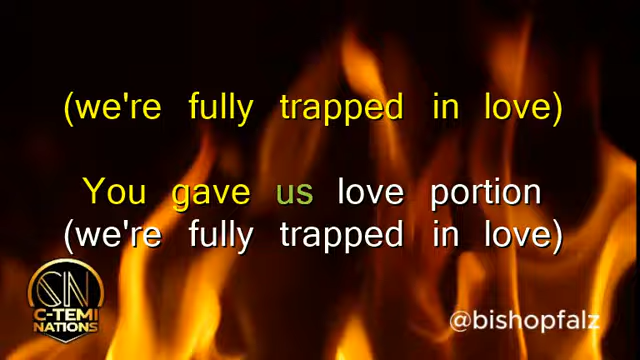 (we're fully trapped in love)
You gave us love portion
(we're fully trapped in love)
SN
C-TEMI
NATIONS
@bishopfalz